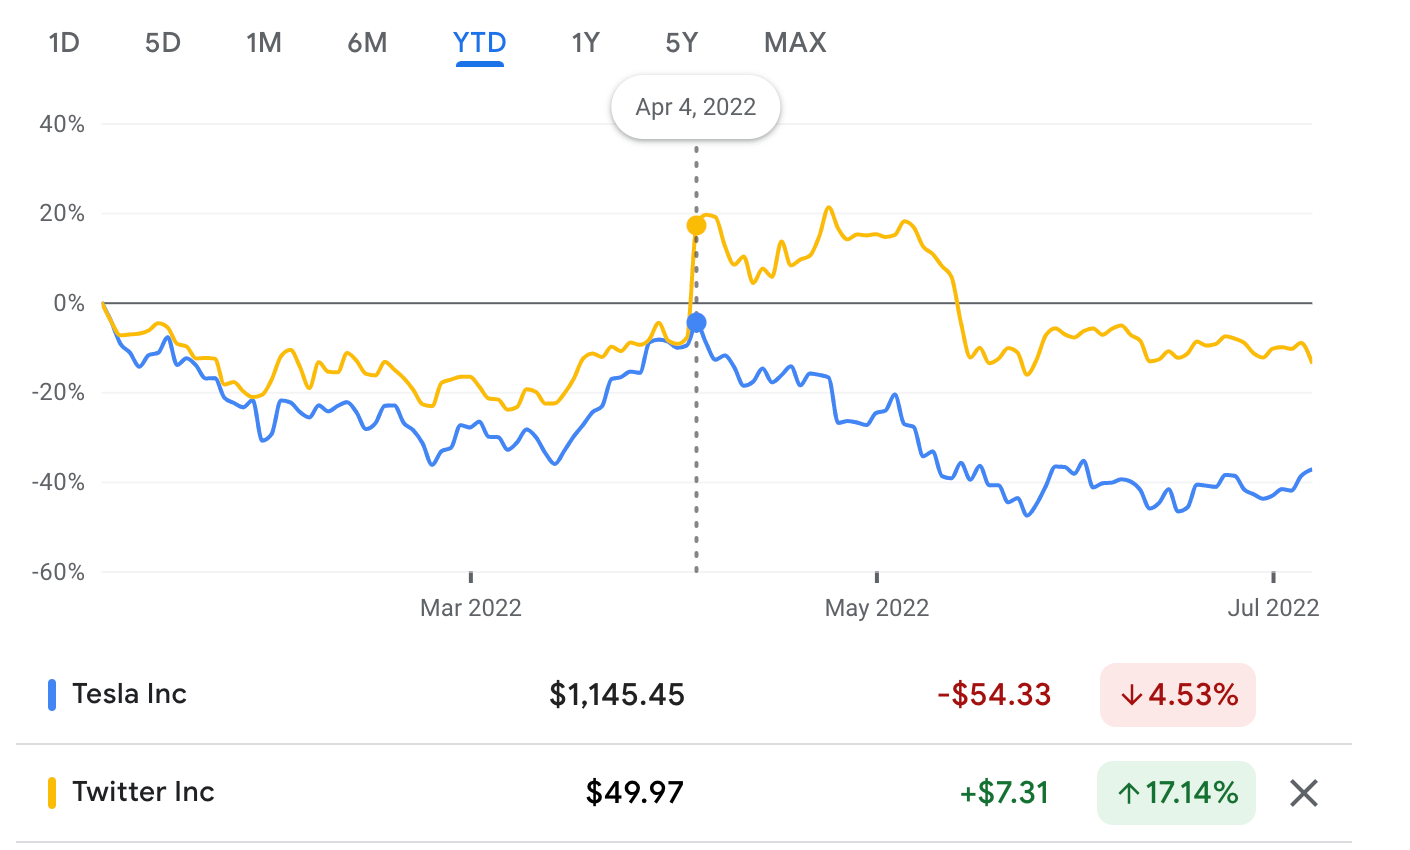 1D 5D 1M 6M YTD 1Y 5Y MAX
Apr 4, 2022
40%
20%
0%
-20%
-40%
-60%
Mar 2022 May 2022 Jul 2022
Tesla Inc $1,145.45 -$54.33 ↓4.53%
Twitter Inc $49.97 +$7.31 ↑17.14%